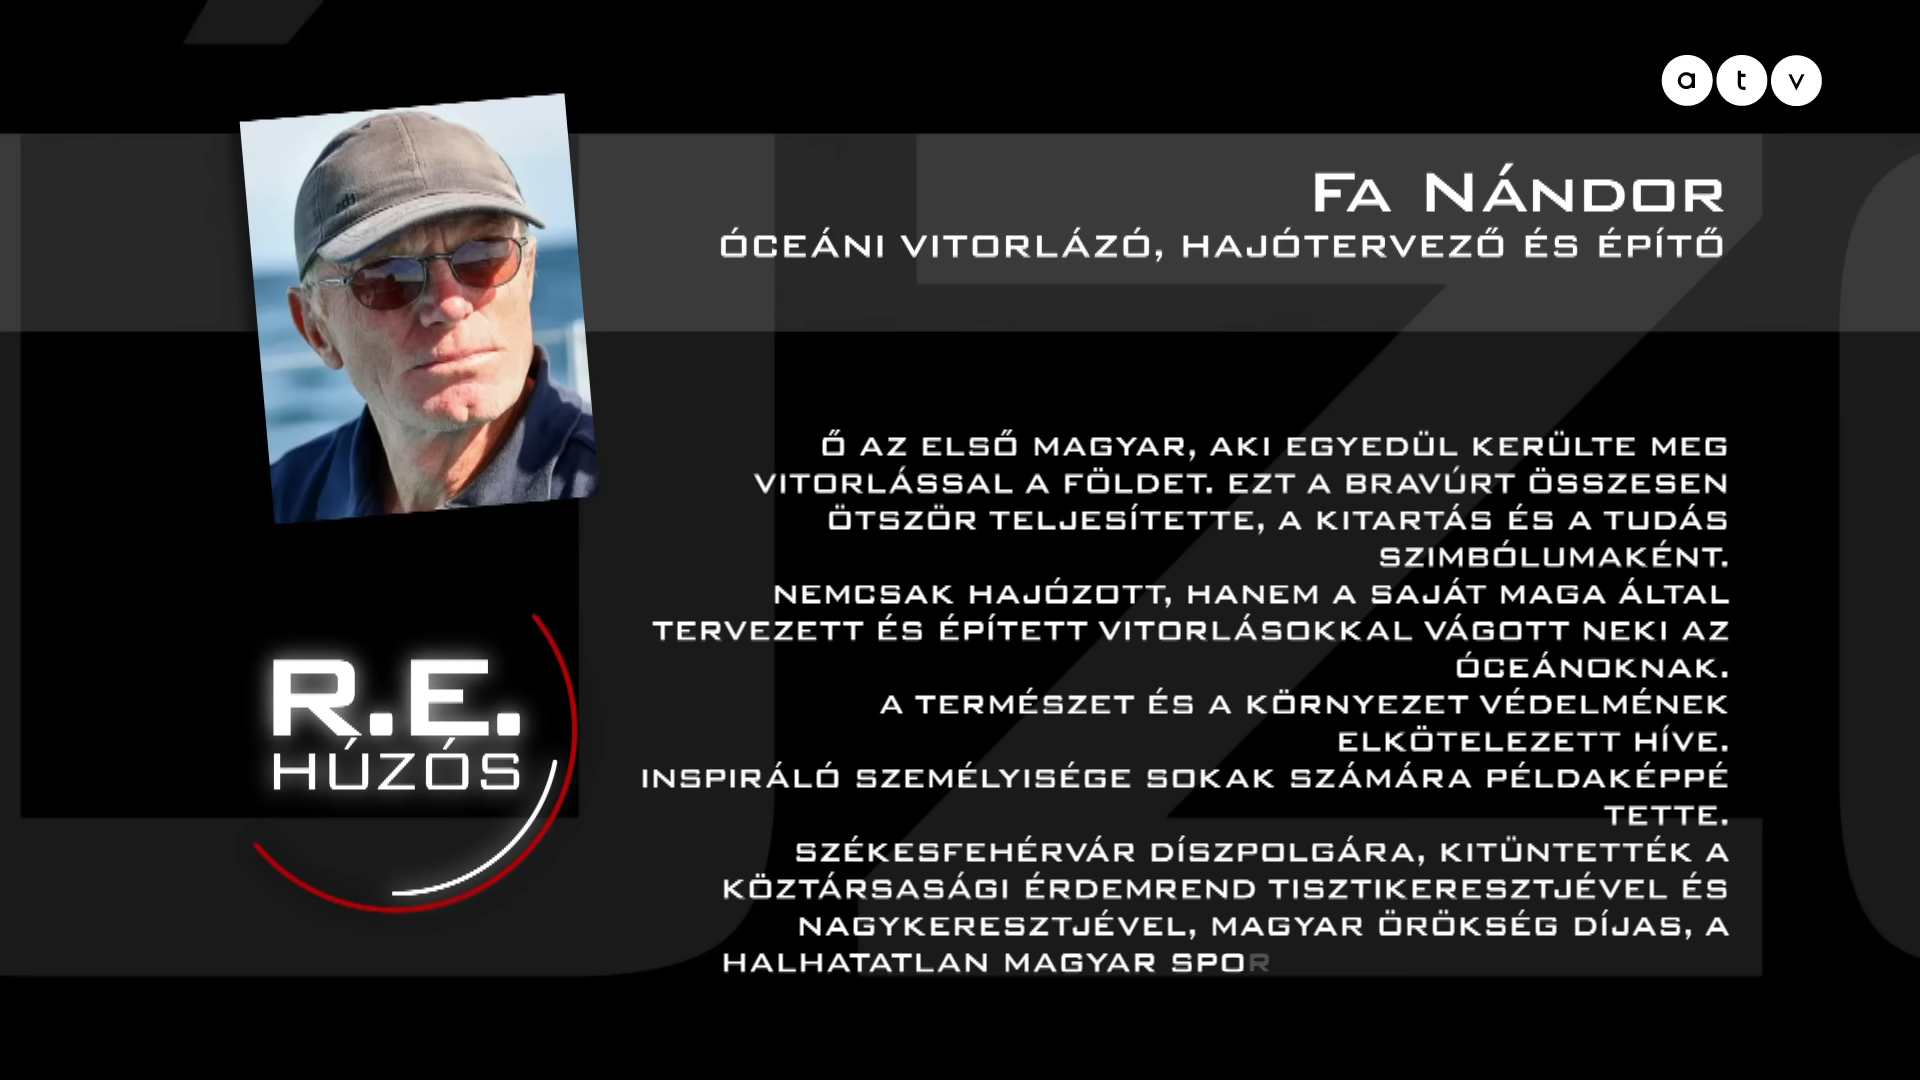 atv
FA NÁNDOR
ÓCEÁNI VITORLÁZÓ, HAJÓTERVEZŐ ÉS ÉPÍTŐ
Ő AZ ELSŐ MAGYAR, AKI EGYEDÜL KERÜLTE MEG
VITORLÁSSAL A FÖLDET. EZT A BRAVÚRT ÖSSZESEN
ÖTSZÖR TELJESÍTETTE, A KITARTÁS ÉS A TUDÁS
SZIMBÓLUMAKÉNT.
NEMCSAK HAJÓZOTT, HANEM A SAJÁT MAGA ÁLTAL
TERVEZETT ÉS ÉPÍTETT VITORLÁSOKKAL VÁGOTT NEKI AZ
ÓCEÁNOKNAK.
A TERMÉSZET ÉS A KÖRNYEZET VÉDELMÉNEK
ELKÖTELEZETT HÍVE.
INSPIRÁLÓ SZEMÉLYISÉGE SOKAK SZÁMÁRA PÉLDAKÉPPÉ
TETTE.
SZÉKESFEHÉRVÁR DÍSZPOLGÁRA, KITÜNTETTÉK A
KÖZTÁRSASÁGI ÉRDEMREND TISZTIKERESZTJÉVEL ÉS
NAGYKERESZTJÉVEL, MAGYAR ÖRÖKSÉG DÍJAS, A
HALHATATLAN MAGYAR SPOR
R.E.
HÚZÓS